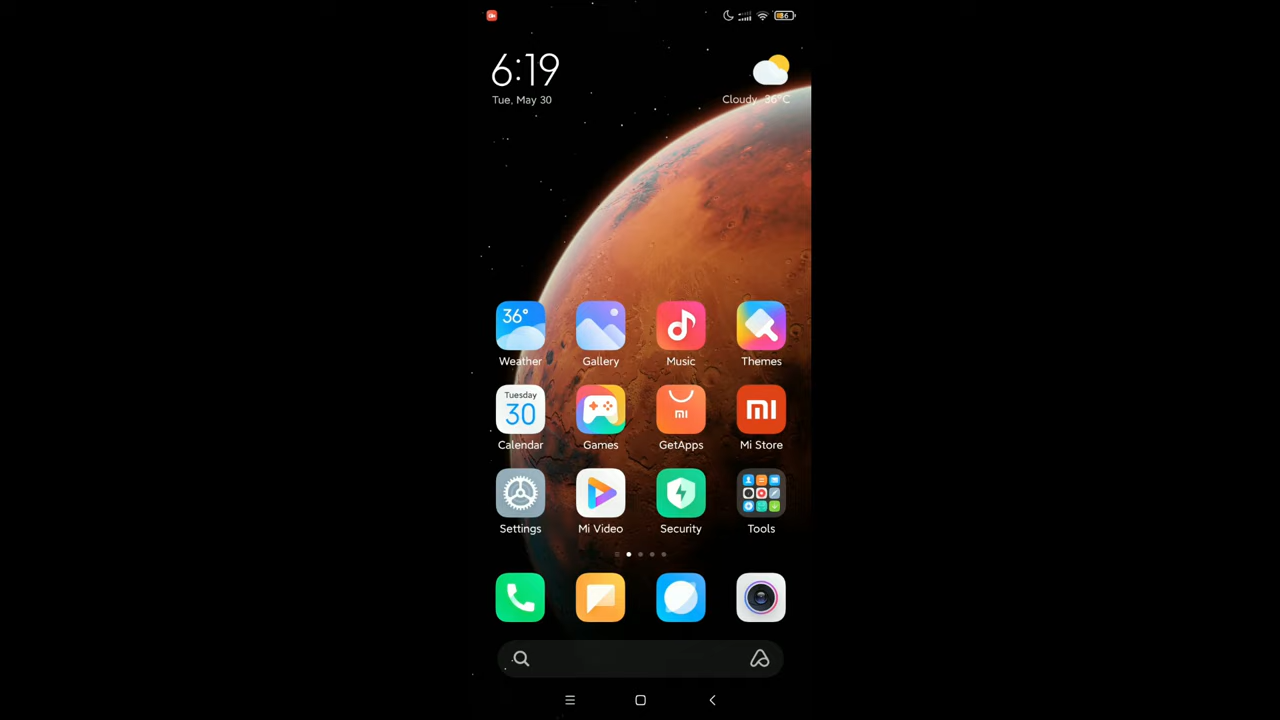 6:19
Tue, May 30
Cloudy 36°C
36°
Weather
Gallery
Music
Themes
Tuesday
30
Calendar
Games
mi
GetApps
mi
Mi Store
Settings
Mi Video
Security
Tools